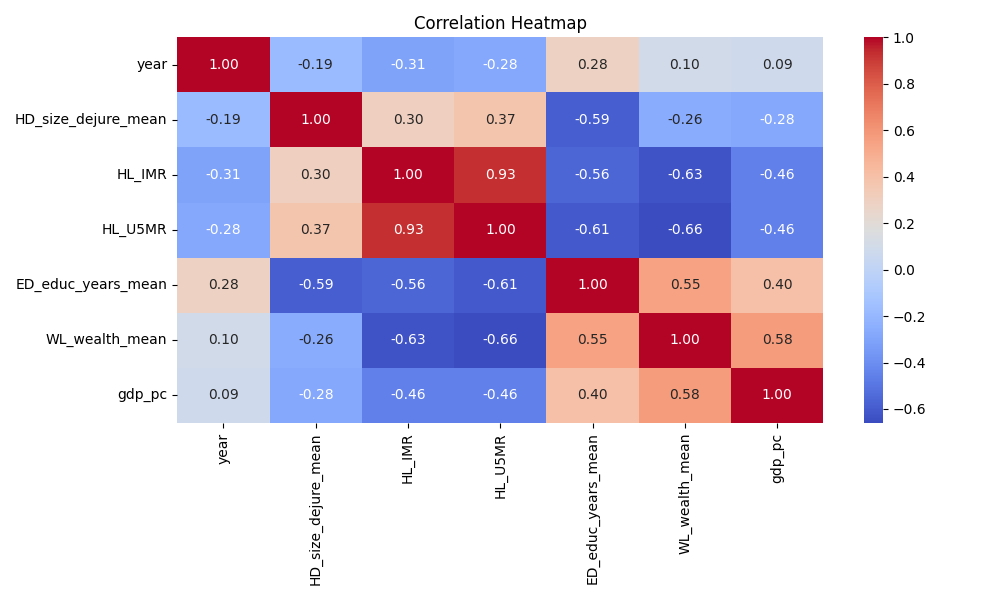 Correlation Heatmap
year 1.00 -0.19 -0.31 -0.28 0.28 0.10 0.09
HD_size_dejure_mean -0.19 1.00 0.30 0.37 -0.59 -0.26 -0.28
HL_IMR -0.31 0.30 1.00 0.93 -0.56 -0.63 -0.46
HL_U5MR -0.28 0.37 0.93 1.00 -0.61 -0.66 -0.46
ED_educ_years_mean 0.28 -0.59 -0.56 -0.61 1.00 0.55 0.40
WL_wealth_mean 0.10 -0.26 -0.63 -0.66 0.55 1.00 0.58
gdp_pc 0.09 -0.28 -0.46 -0.46 0.40 0.58 1.00
year
HD_size_dejure_mean
HL_IMR
HL_U5MR
ED_educ_years_mean
WL_wealth_mean
gdp_pc
1.0
0.8
0.6
0.4
0.2
0.0
−0.2
−0.4
−0.6